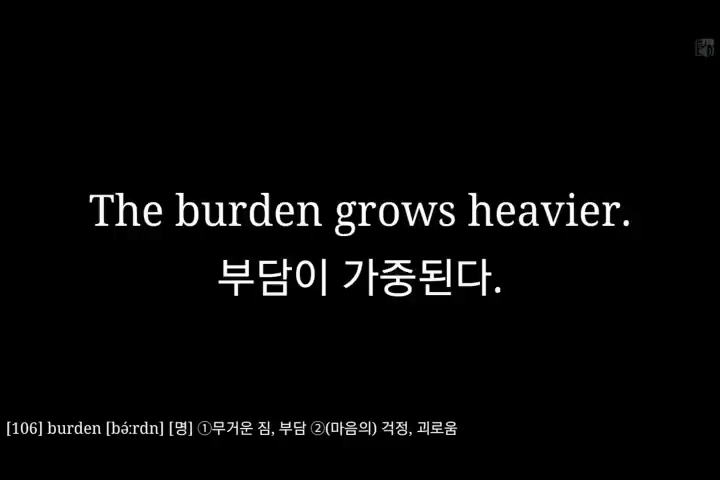 The burden grows heavier.
부담이 가중된다.
[106] burden [bə́ːrdn] [명] ①무거운 짐, 부담 ②(마음의) 걱정, 괴로움